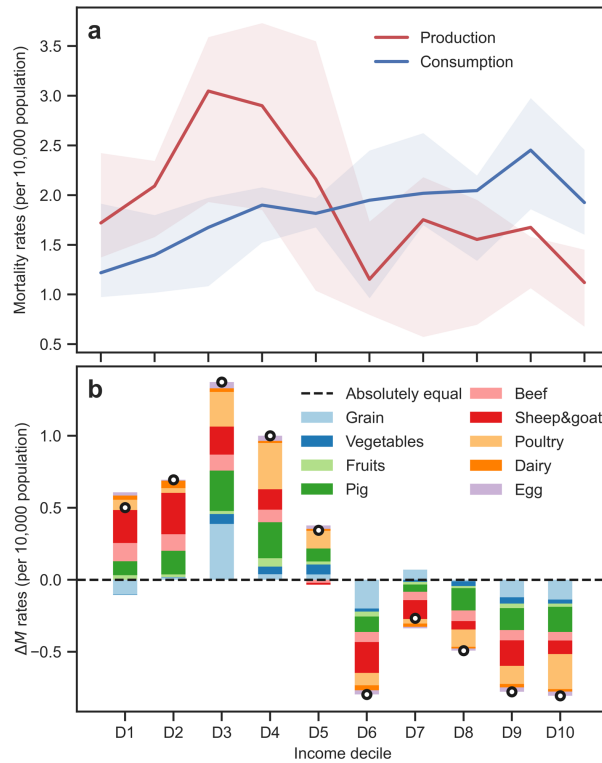 a
Production
Consumption
Mortality rates (per 10,000 population)
3.5
3.0
2.5
2.0
1.5
1.0
0.5
b
Absolutely equal
Grain
Vegetables
Fruits
Pig
Beef
Sheep&goat
Poultry
Dairy
Egg
ΔM rates (per 10,000 population)
1.0
0.5
0.0
−0.5
D1 D2 D3 D4 D5 D6 D7 D8 D9 D10
Income decile